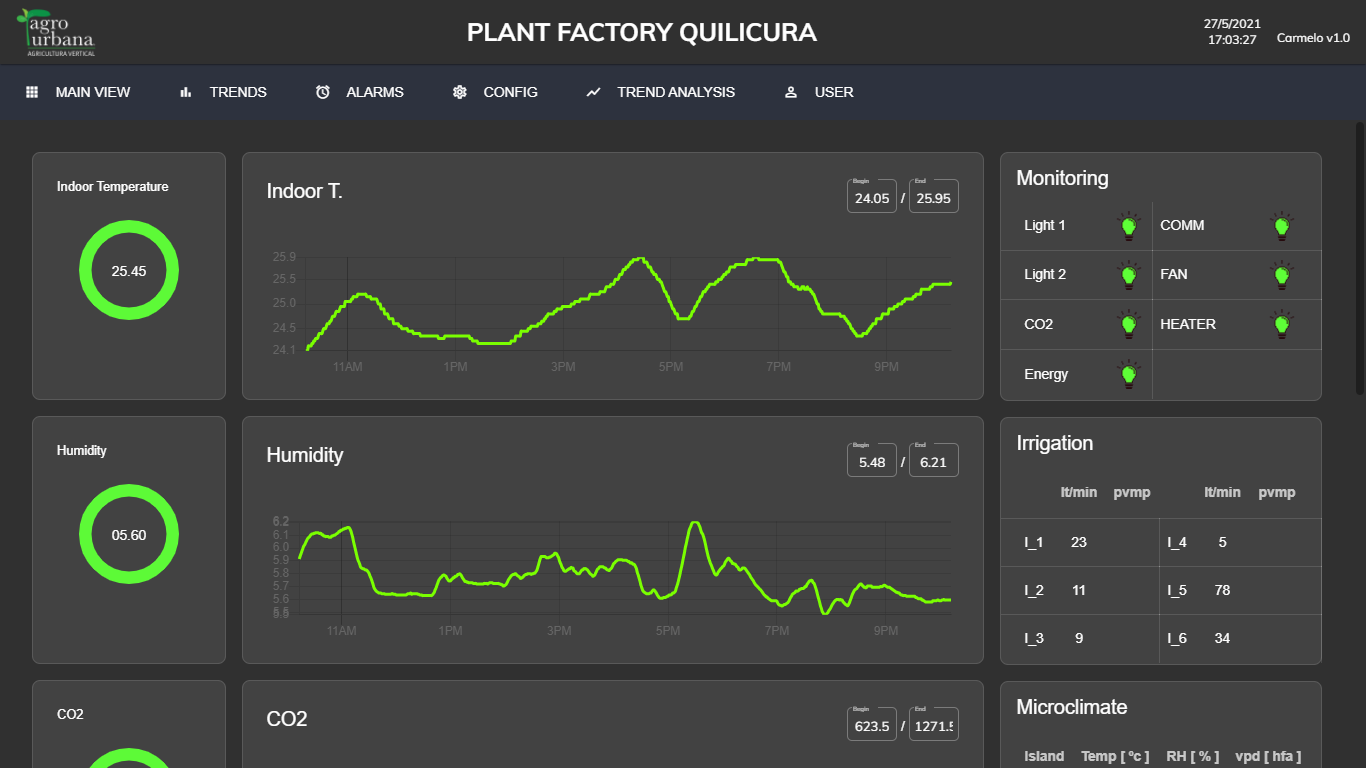 agro
urbana
AGRICULTURA VERTICAL
PLANT FACTORY QUILICURA
27/5/2021
17:03:27
Carmelo v1.0
MAIN VIEW
TRENDS
ALARMS
CONFIG
TREND ANALYSIS
USER
Indoor Temperature
25.45
Indoor T.
Begin
24.05
/
End
25.95
25.9
25.5
25.0
24.5
24.1
11AM 1PM 3PM 5PM 7PM 9PM
Monitoring
Light 1 COMM
Light 2 FAN
CO2 HEATER
Energy
Humidity
05.60
Humidity
Begin
5.48
/
End
6.21
6.2
6.1
6.0
5.9
5.8
5.7
5.6
11AM 1PM 3PM 5PM 7PM 9PM
Irrigation
lt/min pvmp lt/min pvmp
I_1 23 I_4 5
I_2 11 I_5 78
I_3 9 I_6 34
CO2
CO2
Begin
623.5
/
End
1271.5
Microclimate
Island Temp [ ºc ] RH [ % ] vpd [ hfa ]